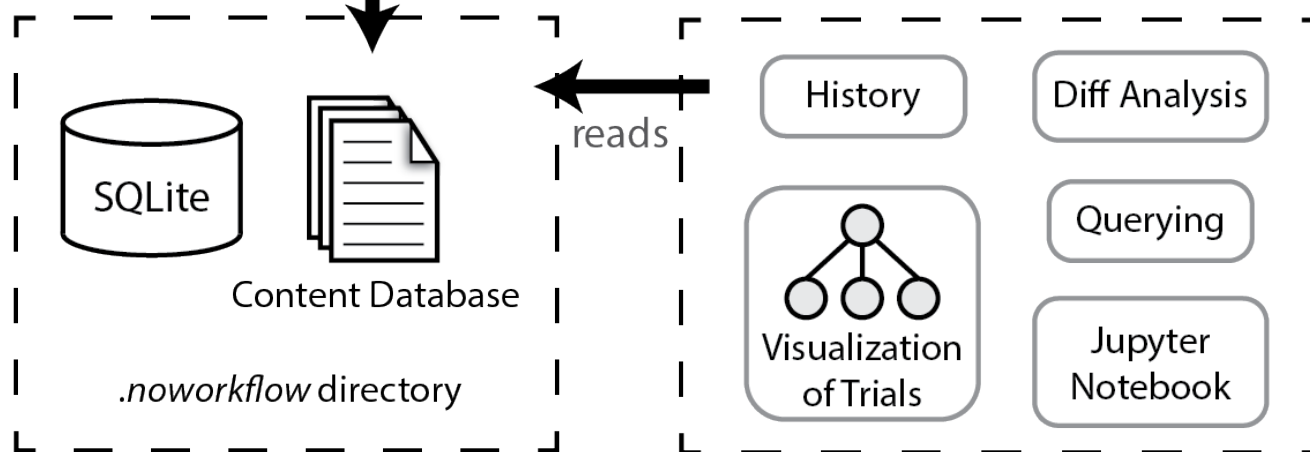 SQLite
Content Database
.noworkflow directory
reads
History
Diff Analysis
Querying
Visualization
of Trials
Jupyter
Notebook